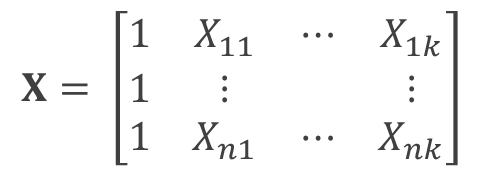 1 X₁₁ ⋯ X₁ₖ
X = 1 ⋮ ⋮
1 Xₙ₁ ⋯ Xₙₖ